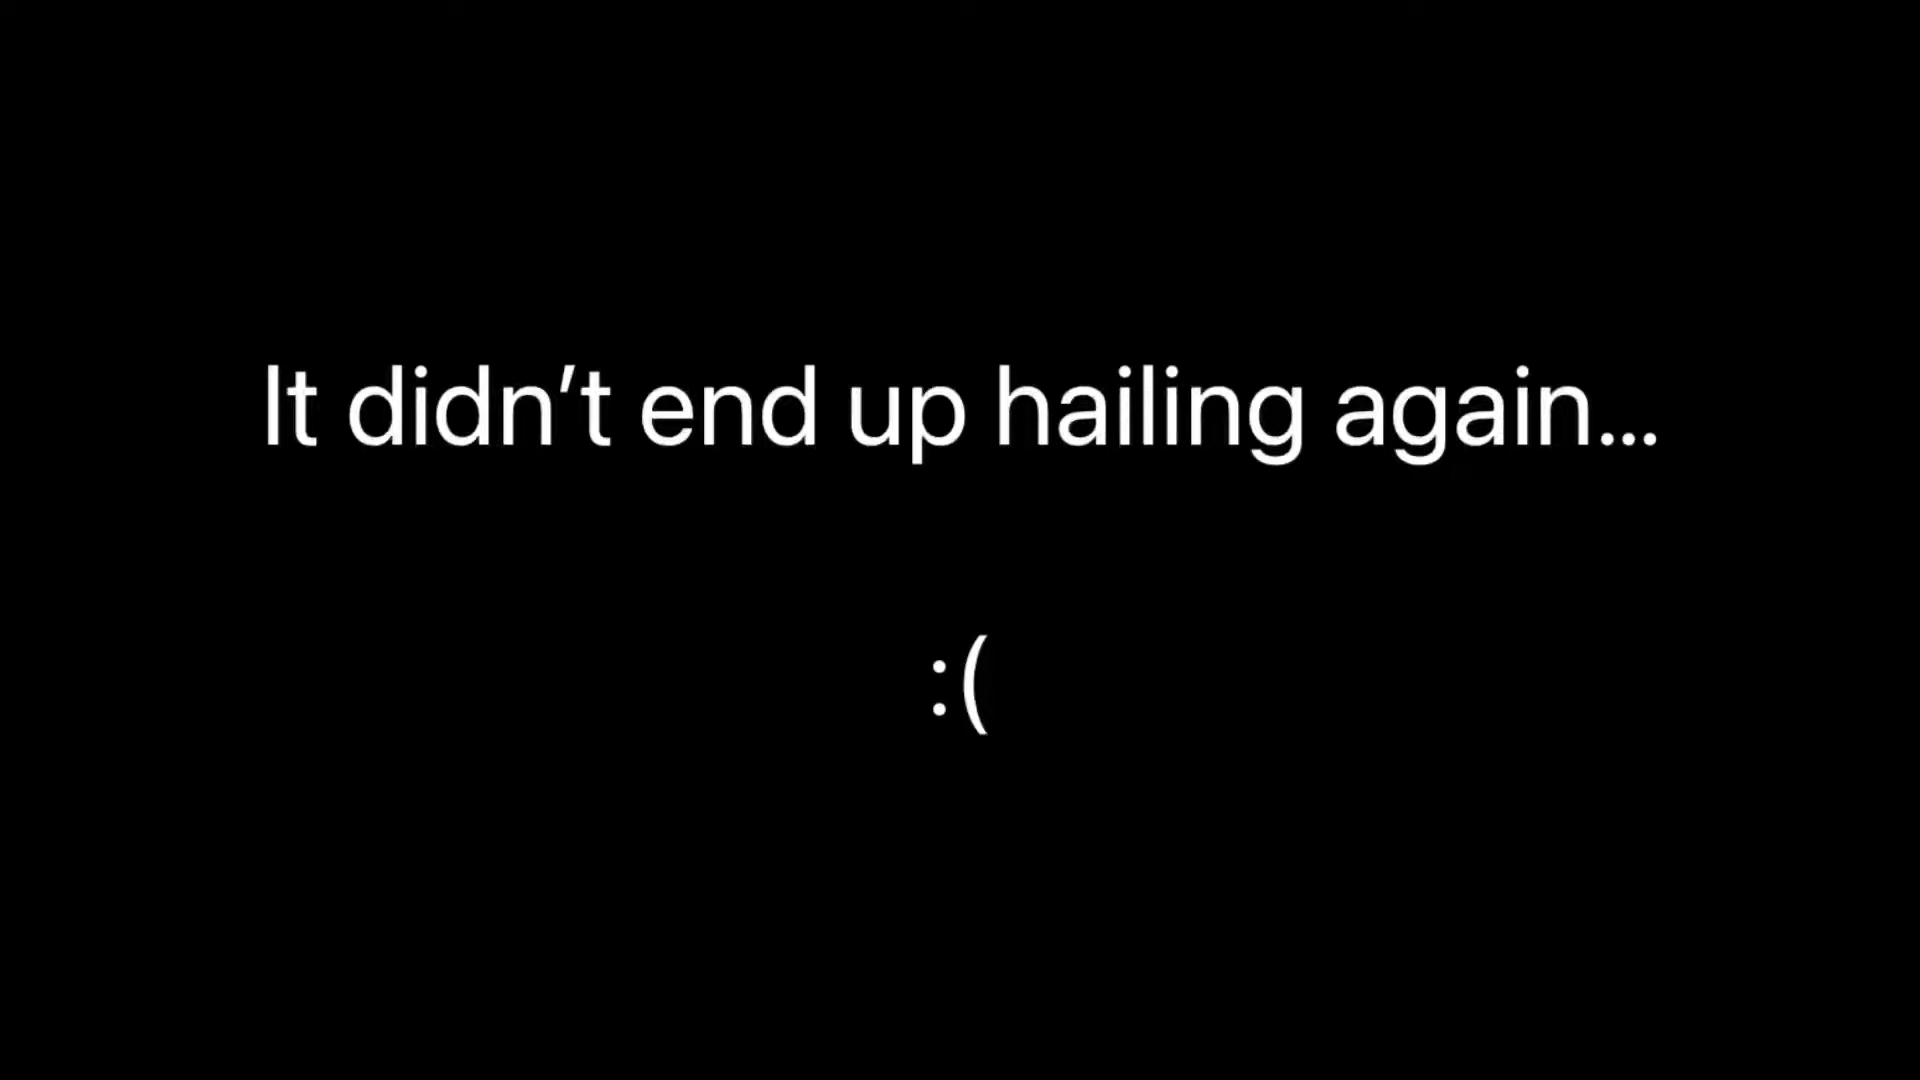 It didn’t end up hailing again...
:(